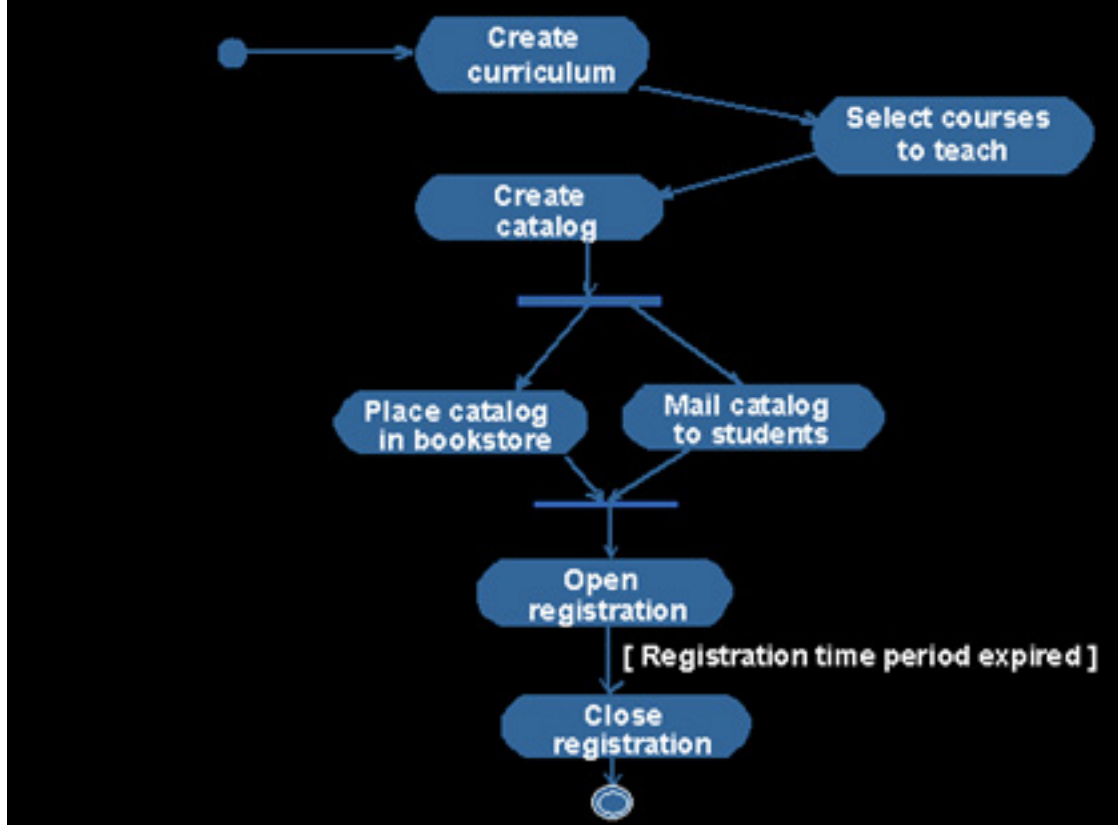 Create
curriculum
Select courses
to teach
Create
catalog
Place catalog
in bookstore
Mail catalog
to students
Open
registration
[ Registration time period expired ]
Close
registration